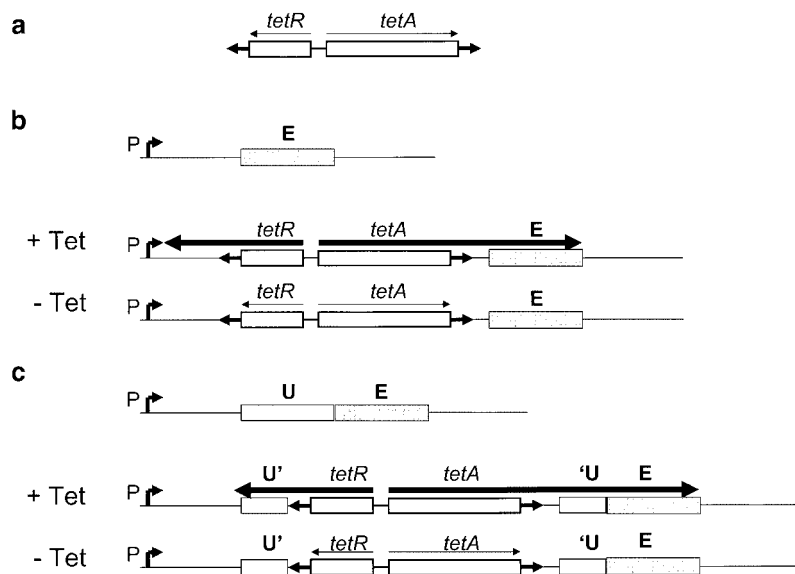 a
tetR tetA
b
P E
+ Tet P tetR tetA E
- Tet P tetR tetA E
c
P U E
+ Tet P U' tetR tetA 'U E
- Tet P U' tetR tetA 'U E